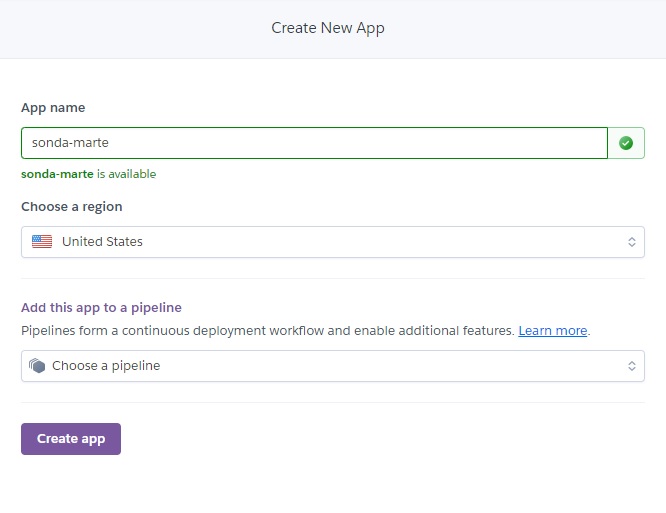 Create New App
App name
sonda-marte
sonda-marte is available
Choose a region
United States
Add this app to a pipeline
Pipelines form a continuous deployment workflow and enable additional features. Learn more.
Choose a pipeline
Create app